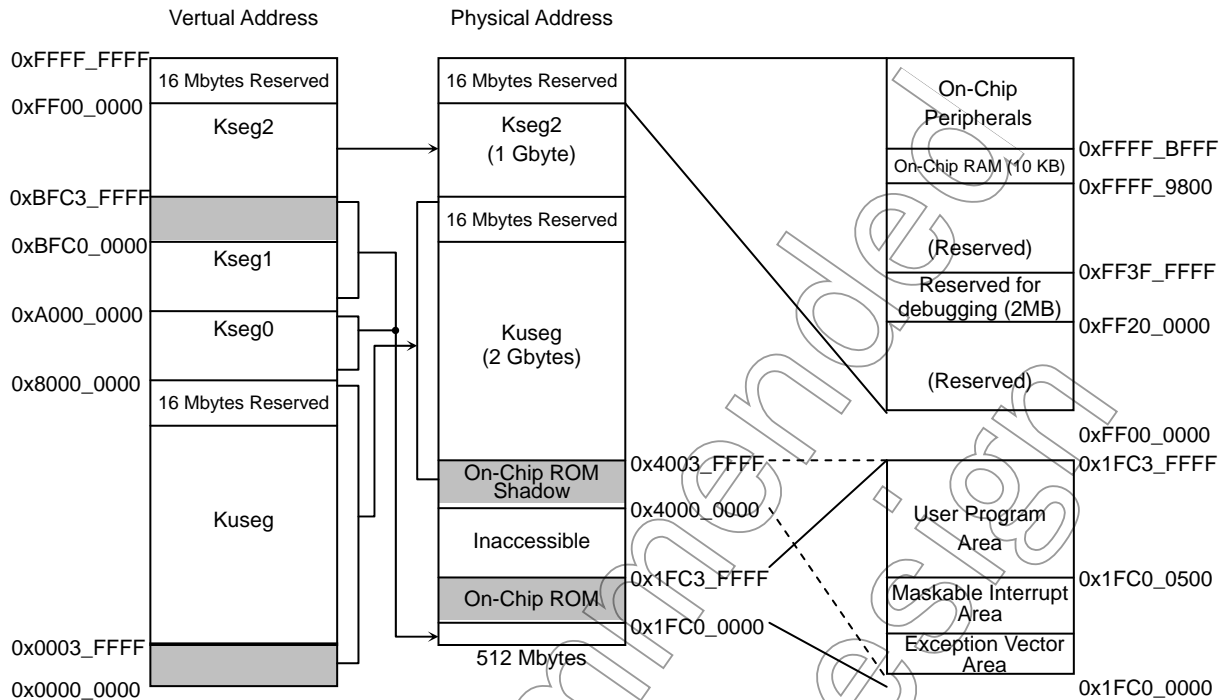 Vertual Address
0xFFFF_FFFF
0xFF00_0000
0xBFC3_FFFF
0xBFC0_0000
0xA000_0000
0x8000_0000
0x0003_FFFF
0x0000_0000
16 Mbytes Reserved
Kseg2
Kseg1
Kseg0
16 Mbytes Reserved
Kuseg
Physical Address
16 Mbytes Reserved
Kseg2
(1 Gbyte)
16 Mbytes Reserved
Kuseg
(2 Gbytes)
On-Chip ROM
Shadow
Inaccessible
On-Chip ROM
512 Mbytes
0x4003_FFFF
0x4000_0000
0x1FC3_FFFF
0x1FC0_0000
On-Chip
Peripherals
On-Chip RAM (10 KB)
(Reserved)
Reserved for
debugging (2MB)
(Reserved)
0xFFFF_BFFF
0xFFFF_9800
0xFF3F_FFFF
0xFF20_0000
0xFF00_0000
User Program
Area
Maskable Interrupt
Area
Exception Vector
Area
0x1FC3_FFFF
0x1FC0_0500
0x1FC0_0000
mmended
esign